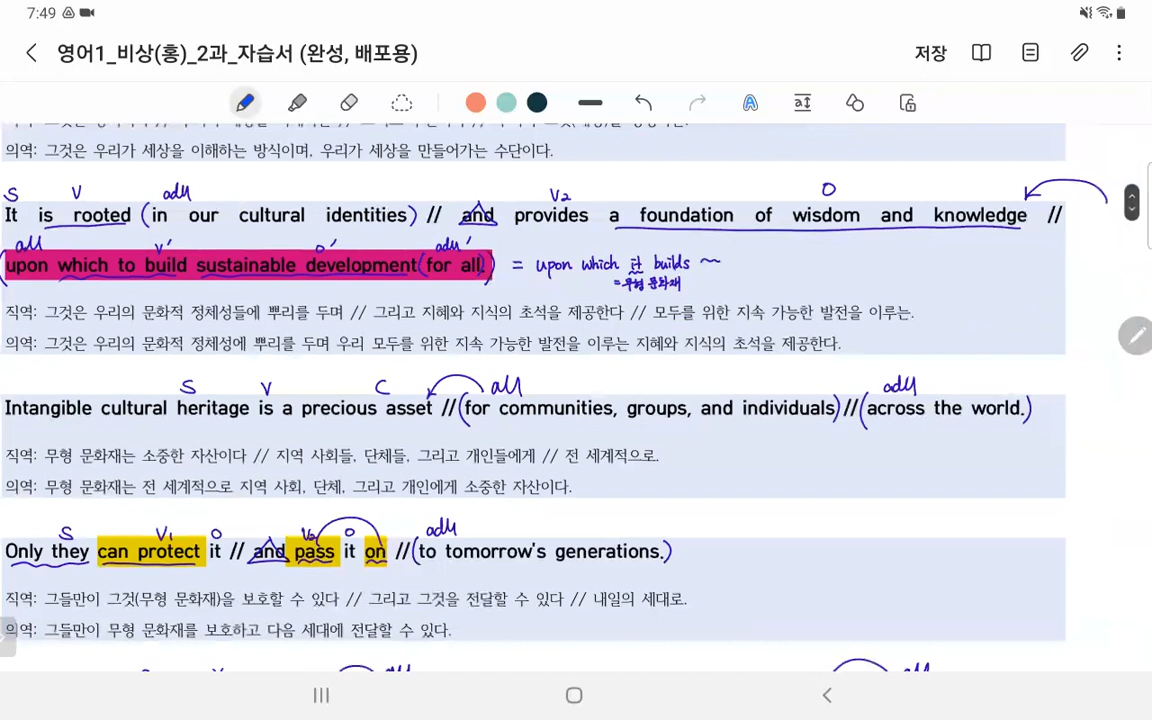 7:49
영어1_비상(홍)_2과_자습서 (완성, 배포용)
저장
의역: 그것은 우리가 세상을 이해하는 방식이며, 우리가 세상을 만들어가는 수단이다.
S V V2 O
It is rooted (in our cultural identities) // and provides a foundation of wisdom and knowledge //
V' O'
(upon which to build sustainable development (for all.)) = upon which it builds ~
=무형 문화재
직역: 그것은 우리의 문화적 정체성들에 뿌리를 두며 // 그리고 지혜와 지식의 초석을 제공한다 // 모두를 위한 지속 가능한 발전을 이루는.
의역: 그것은 우리의 문화적 정체성에 뿌리를 두며 우리 모두를 위한 지속 가능한 발전을 이루는 지혜와 지식의 초석을 제공한다.
S V C
Intangible cultural heritage is a precious asset // (for communities, groups, and individuals) // (across the world.)
직역: 무형 문화재는 소중한 자산이다 // 지역 사회들, 단체들, 그리고 개인들에게 // 전 세계적으로.
의역: 무형 문화재는 전 세계적으로 지역 사회, 단체, 그리고 개인에게 소중한 자산이다.
S V1 O V2 O
Only they can protect it // and pass it on // (to tomorrow's generations.)
직역: 그들만이 그것(무형 문화재)을 보호할 수 있다 // 그리고 그것을 전달할 수 있다 // 내일의 세대로.
의역: 그들만이 무형 문화재를 보호하고 다음 세대에 전달할 수 있다.